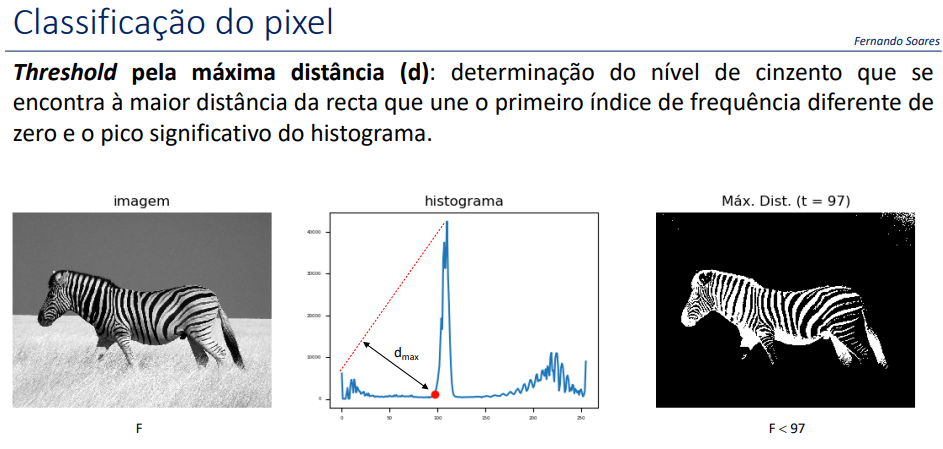 Classificação do pixel
Fernando Soares
Threshold pela máxima distância (d): determinação do nível de cinzento que se
encontra à maior distância da recta que une o primeiro índice de frequência diferente de
zero e o pico significativo do histograma.
imagem
histograma
Máx. Dist. (t = 97)
40000
30000
20000
10000
0
dmax
0 50 100 150 200 250
F
F < 97